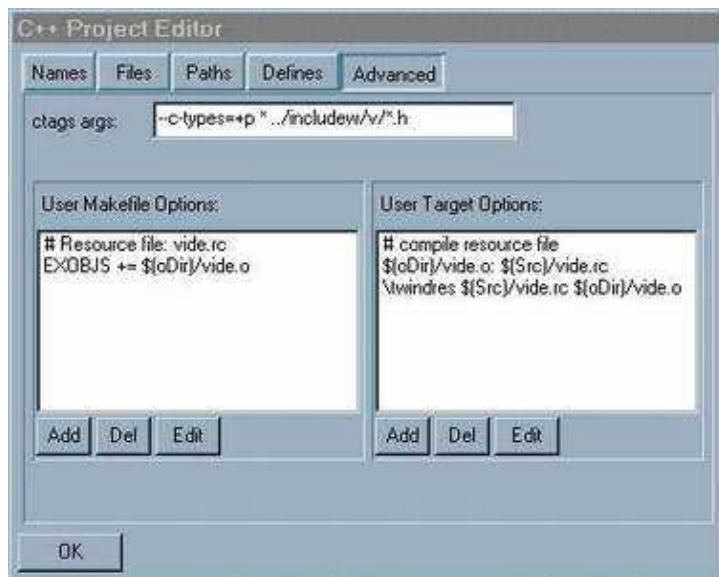 C++ Project Editor
Names Files Paths Defines Advanced
ctags args: --c-types=+p * ../includew/v/*.h
User Makefile Options:
# Resource file: vide.rc
EXOBJS += $(oDir)/vide.o
Add Del Edit
User Target Options:
# compile resource file
$(oDir)/vide.o: $(Src)/vide.rc
\twindres $(Src)/vide.rc $(oDir)/vide.o
Add Del Edit
OK